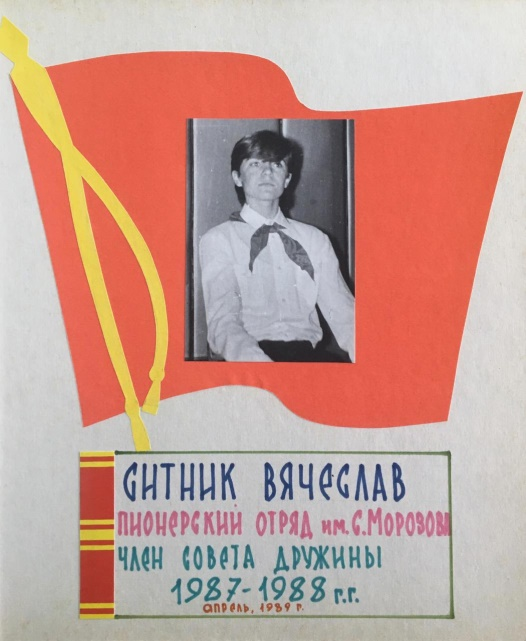 СИТНИК ВЯЧЕСЛАВ
ПИОНЕРСКИЙ ОТРЯД ИМ. С. МОРОЗОВА
ЧЛЕН СОВЕТА ДРУЖИНЫ
1987-1988 г.г.
АПРЕЛЬ, 1989 г.